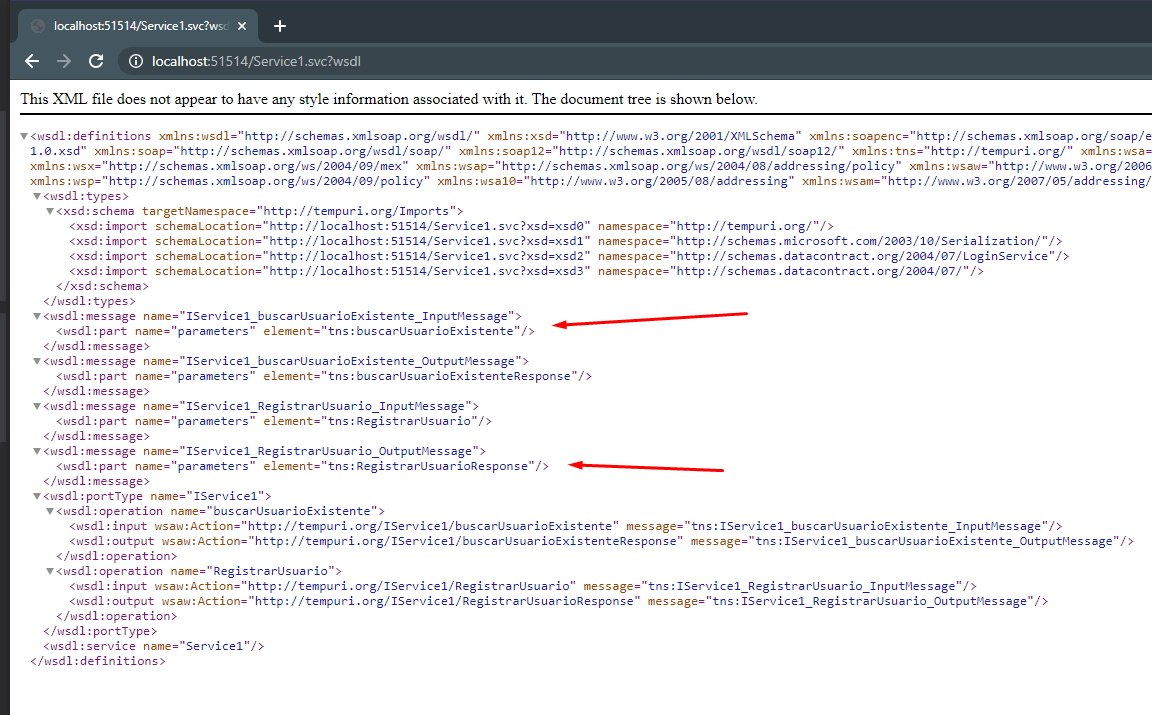 localhost:51514/Service1.svc?wsd
localhost:51514/Service1.svc?wsdl
This XML file does not appear to have any style information associated with it. The document tree is shown below.
▼<wsdl:definitions xmlns:wsdl="http://schemas.xmlsoap.org/wsdl/" xmlns:xsd="http://www.w3.org/2001/XMLSchema" xmlns:soapenc="http://schemas.xmlsoap.org/soap/e
1.0.xsd" xmlns:soap="http://schemas.xmlsoap.org/wsdl/soap/" xmlns:soap12="http://schemas.xmlsoap.org/wsdl/soap12/" xmlns:tns="http://tempuri.org/" xmlns:wsa=
xmlns:wsx="http://schemas.xmlsoap.org/ws/2004/09/mex" xmlns:wsap="http://schemas.xmlsoap.org/ws/2004/08/addressing/policy" xmlns:wsaw="http://www.w3.org/2006
xmlns:wsp="http://schemas.xmlsoap.org/ws/2004/09/policy" xmlns:wsa10="http://www.w3.org/2005/08/addressing" xmlns:wsam="http://www.w3.org/2007/05/addressing/
▼<wsdl:types>
▼<xsd:schema targetNamespace="http://tempuri.org/Imports">
<xsd:import schemaLocation="http://localhost:51514/Service1.svc?xsd=xsd0" namespace="http://tempuri.org/"/>
<xsd:import schemaLocation="http://localhost:51514/Service1.svc?xsd=xsd1" namespace="http://schemas.microsoft.com/2003/10/Serialization/"/>
<xsd:import schemaLocation="http://localhost:51514/Service1.svc?xsd=xsd2" namespace="http://schemas.datacontract.org/2004/07/LoginService"/>
<xsd:import schemaLocation="http://localhost:51514/Service1.svc?xsd=xsd3" namespace="http://schemas.datacontract.org/2004/07/"/>
</xsd:schema>
</wsdl:types>
▼<wsdl:message name="IService1_buscarUsuarioExistente_InputMessage">
<wsdl:part name="parameters" element="tns:buscarUsuarioExistente"/>
</wsdl:message>
▼<wsdl:message name="IService1_buscarUsuarioExistente_OutputMessage">
<wsdl:part name="parameters" element="tns:buscarUsuarioExistenteResponse"/>
</wsdl:message>
▼<wsdl:message name="IService1_RegistrarUsuario_InputMessage">
<wsdl:part name="parameters" element="tns:RegistrarUsuario"/>
</wsdl:message>
▼<wsdl:message name="IService1_RegistrarUsuario_OutputMessage">
<wsdl:part name="parameters" element="tns:RegistrarUsuarioResponse"/>
</wsdl:message>
▼<wsdl:portType name="IService1">
▼<wsdl:operation name="buscarUsuarioExistente">
<wsdl:input wsaw:Action="http://tempuri.org/IService1/buscarUsuarioExistente" message="tns:IService1_buscarUsuarioExistente_InputMessage"/>
<wsdl:output wsaw:Action="http://tempuri.org/IService1/buscarUsuarioExistenteResponse" message="tns:IService1_buscarUsuarioExistente_OutputMessage"/>
</wsdl:operation>
▼<wsdl:operation name="RegistrarUsuario">
<wsdl:input wsaw:Action="http://tempuri.org/IService1/RegistrarUsuario" message="tns:IService1_RegistrarUsuario_InputMessage"/>
<wsdl:output wsaw:Action="http://tempuri.org/IService1/RegistrarUsuarioResponse" message="tns:IService1_RegistrarUsuario_OutputMessage"/>
</wsdl:operation>
</wsdl:portType>
<wsdl:service name="Service1"/>
</wsdl:definitions>